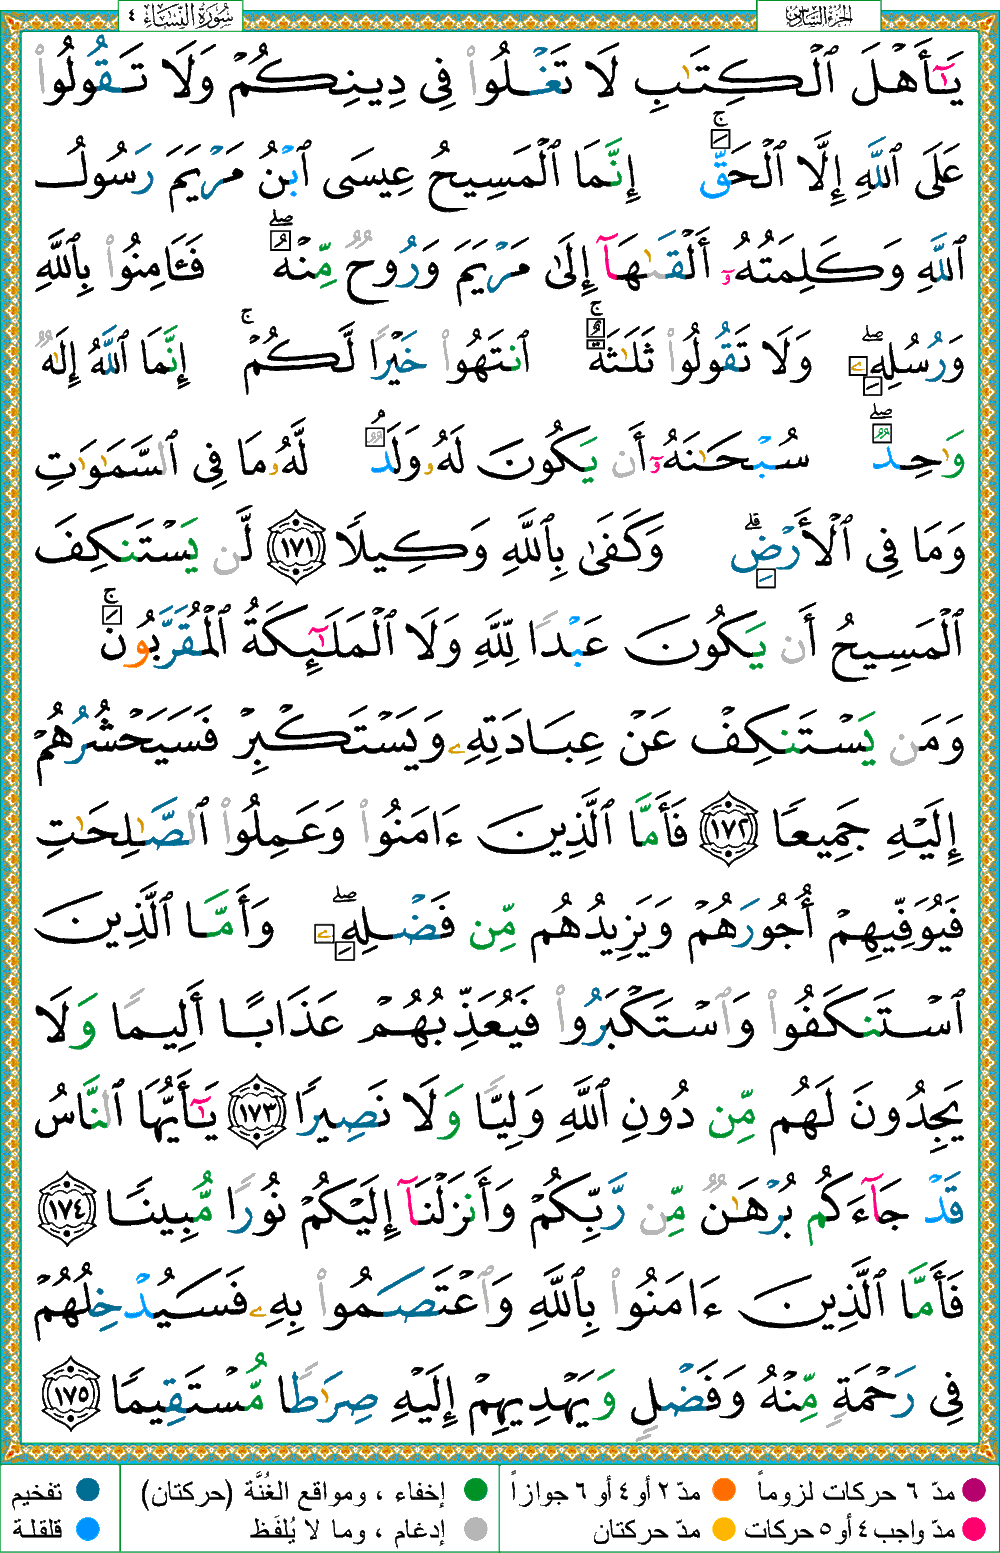 سُورَةُ النِّسَاءِ ٤
الجزء السادس
يَٰٓأَهۡلَ ٱلۡكِتَٰبِ لَا تَغۡلُواْ فِي دِينِكُمۡ وَلَا تَقُولُواْ
عَلَى ٱللَّهِ إِلَّا ٱلۡحَقَّۚ إِنَّمَا ٱلۡمَسِيحُ عِيسَى ٱبۡنُ مَرۡيَمَ رَسُولُ
ٱللَّهِ وَكَلِمَتُهُۥٓ أَلۡقَىٰهَآ إِلَىٰ مَرۡيَمَ وَرُوحٞ مِّنۡهُۖ فَـَٔامِنُواْ بِٱللَّهِ
وَرُسُلِهِۦۖ وَلَا تَقُولُواْ ثَلَٰثَةٌۚ ٱنتَهُواْ خَيۡرٗا لَّكُمۡۚ إِنَّمَا ٱللَّهُ إِلَٰهٞ
وَٰحِدٞۖ سُبۡحَٰنَهُۥٓ أَن يَكُونَ لَهُۥ وَلَدٞۘ لَّهُۥ مَا فِي ٱلسَّمَٰوَٰتِ
وَمَا فِي ٱلۡأَرۡضِۗ وَكَفَىٰ بِٱللَّهِ وَكِيلٗا ١٧١ لَّن يَسۡتَنكِفَ
ٱلۡمَسِيحُ أَن يَكُونَ عَبۡدٗا لِّلَّهِ وَلَا ٱلۡمَلَٰٓئِكَةُ ٱلۡمُقَرَّبُونَۚ
وَمَن يَسۡتَنكِفۡ عَنۡ عِبَادَتِهِۦ وَيَسۡتَكۡبِرۡ فَسَيَحۡشُرُهُمۡ
إِلَيۡهِ جَمِيعٗا ١٧٢ فَأَمَّا ٱلَّذِينَ ءَامَنُواْ وَعَمِلُواْ ٱلصَّٰلِحَٰتِ
فَيُوَفِّيهِمۡ أُجُورَهُمۡ وَيَزِيدُهُم مِّن فَضۡلِهِۦۖ وَأَمَّا ٱلَّذِينَ
ٱسۡتَنكَفُواْ وَٱسۡتَكۡبَرُواْ فَيُعَذِّبُهُمۡ عَذَابًا أَلِيمٗا وَلَا
يَجِدُونَ لَهُم مِّن دُونِ ٱللَّهِ وَلِيّٗا وَلَا نَصِيرٗا ١٧٣ يَٰٓأَيُّهَا ٱلنَّاسُ
قَدۡ جَآءَكُم بُرۡهَٰنٞ مِّن رَّبِّكُمۡ وَأَنزَلۡنَآ إِلَيۡكُمۡ نُورٗا مُّبِينٗا ١٧٤
فَأَمَّا ٱلَّذِينَ ءَامَنُواْ بِٱللَّهِ وَٱعۡتَصَمُواْ بِهِۦ فَسَيُدۡخِلُهُمۡ
فِي رَحۡمَةٖ مِّنۡهُ وَفَضۡلٖ وَيَهۡدِيهِمۡ إِلَيۡهِ صِرَٰطٗا مُّسۡتَقِيمٗا ١٧٥
مدّ ٦ حركات لزوماً مدّ ٢ أو ٤ أو ٦ جوازاً إخفاء ، ومواقع الغُنَّة (حركتان) تفخيم
مدّ واجب ٤ أو ٥ حركات مدّ حركتان إدغام ، وما لا يُلفَظ قلقلة